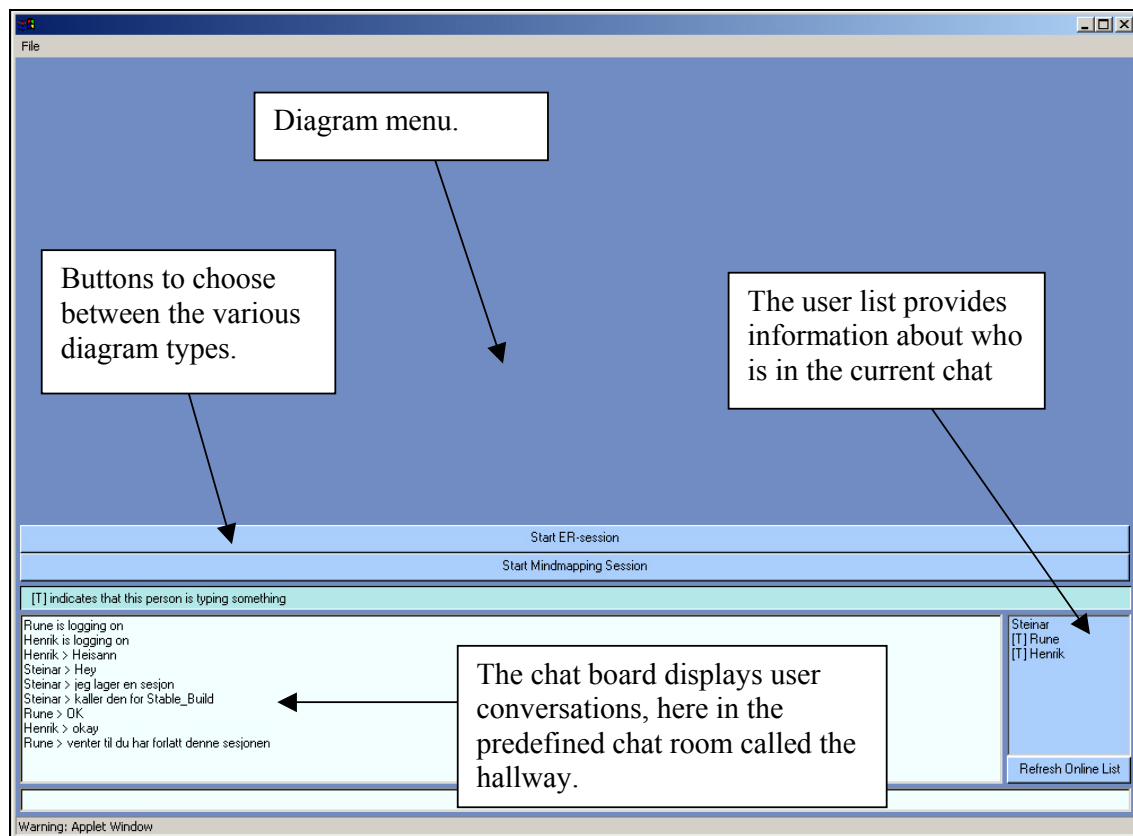 File
Diagram menu.
Buttons to choose
between the various
diagram types.
The user list provides
information about who
is in the current chat
Start ER-session
Start Mindmapping Session
[T] indicates that this person is typing something
Rune is logging on
Henrik is logging on
Henrik > Heisann
Steinar > Hey
Steinar > jeg lager en sesjon
Steinar > kaller den for Stable_Build
Rune > OK
Henrik > okay
Rune > venter til du har forlatt denne sesjonen
The chat board displays user
conversations, here in the
predefined chat room called the
hallway.
Steinar
[T] Rune
[T] Henrik
Refresh Online List
Warning: Applet Window